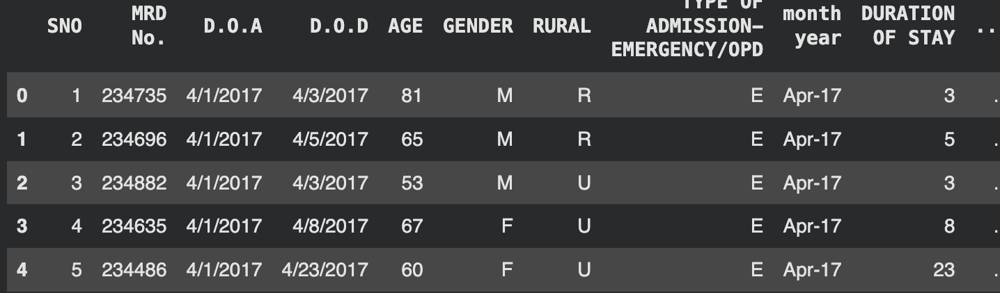 SNO MRD No. D.O.A D.O.D AGE GENDER RURAL TYPE OF ADMISSION– EMERGENCY/OPD month year DURATION OF STAY ..
0 1 234735 4/1/2017 4/3/2017 81 M R E Apr-17 3 .
1 2 234696 4/1/2017 4/5/2017 65 M R E Apr-17 5 .
2 3 234882 4/1/2017 4/3/2017 53 M U E Apr-17 3 .
3 4 234635 4/1/2017 4/8/2017 67 F U E Apr-17 8 .
4 5 234486 4/1/2017 4/23/2017 60 F U E Apr-17 23 .